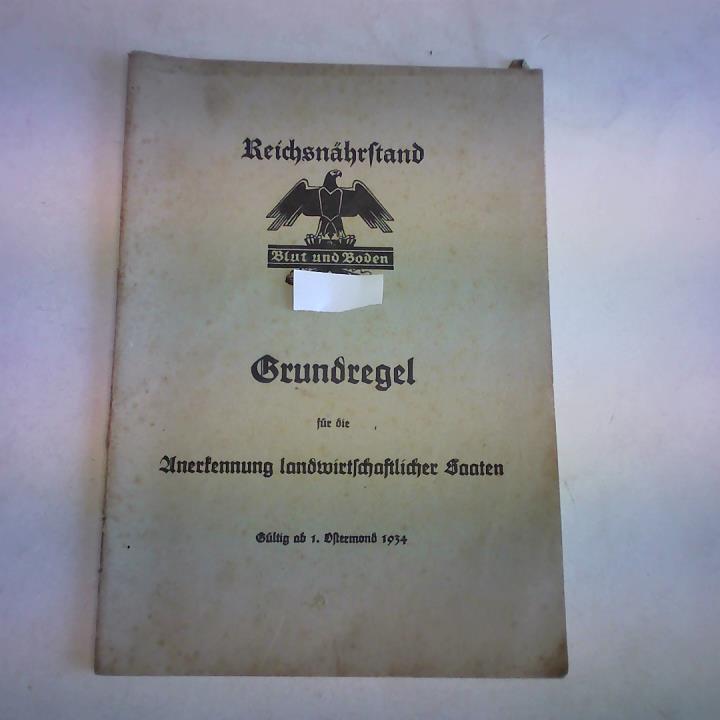 Reichsnährstand
Blut und Boden
Grundregel
für die
Anerkennung landwirtschaftlicher Saaten
Gültig ab 1. Ostermond 1934